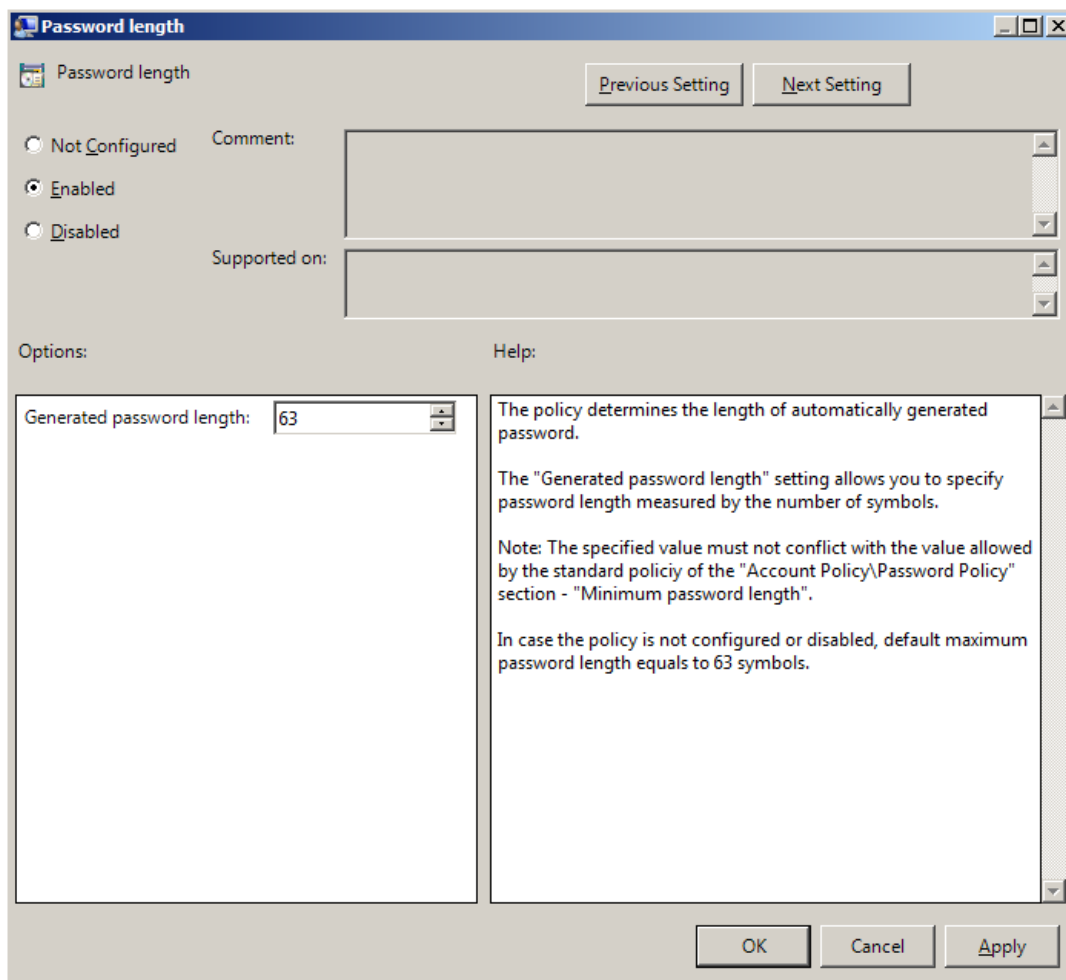 Password length
Password length
Previous Setting
Next Setting
Not Configured
Comment:
Enabled
Disabled
Supported on:
Options:
Help:
Generated password length:
63
The policy determines the length of automatically generated
password.
The "Generated password length" setting allows you to specify
password length measured by the number of symbols.
Note: The specified value must not conflict with the value allowed
by the standard policiy of the "Account Policy\Password Policy"
section - "Minimum password length".
In case the policy is not configured or disabled, default maximum
password length equals to 63 symbols.
OK
Cancel
Apply